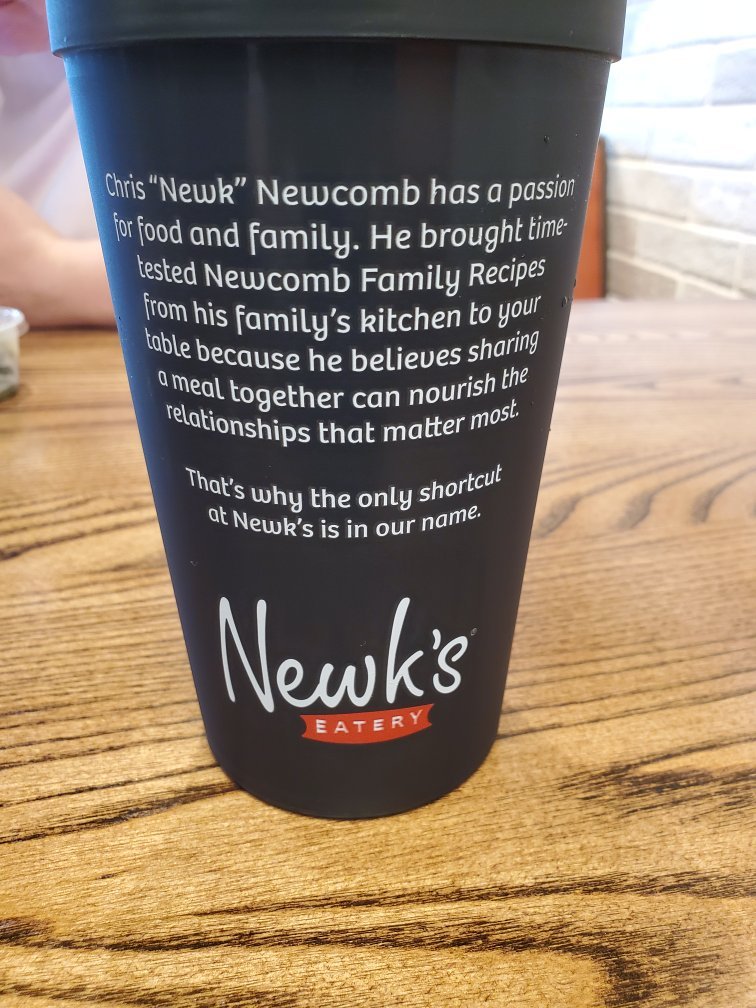 Chris "Newk" Newcomb has a passion
for food and family. He brought time-
tested Newcomb Family Recipes
from his family's kitchen to your
table because he believes sharing
a meal together can nourish the
relationships that matter most.
That's why the only shortcut
at Newk's is in our name.
Newk's®
EATERY